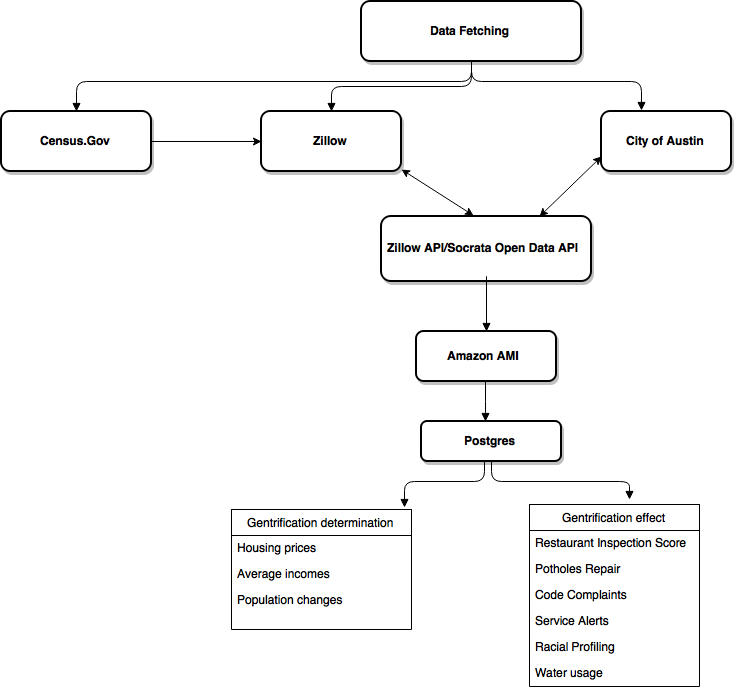 Data Fetching
Census.Gov
Zillow
City of Austin
Zillow API/Socrata Open Data API
Amazon AMI
Postgres
Gentrification determination
Housing prices
Average incomes
Population changes
Gentrification effect
Restaurant Inspection Score
Potholes Repair
Code Complaints
Service Alerts
Racial Profiling
Water usage